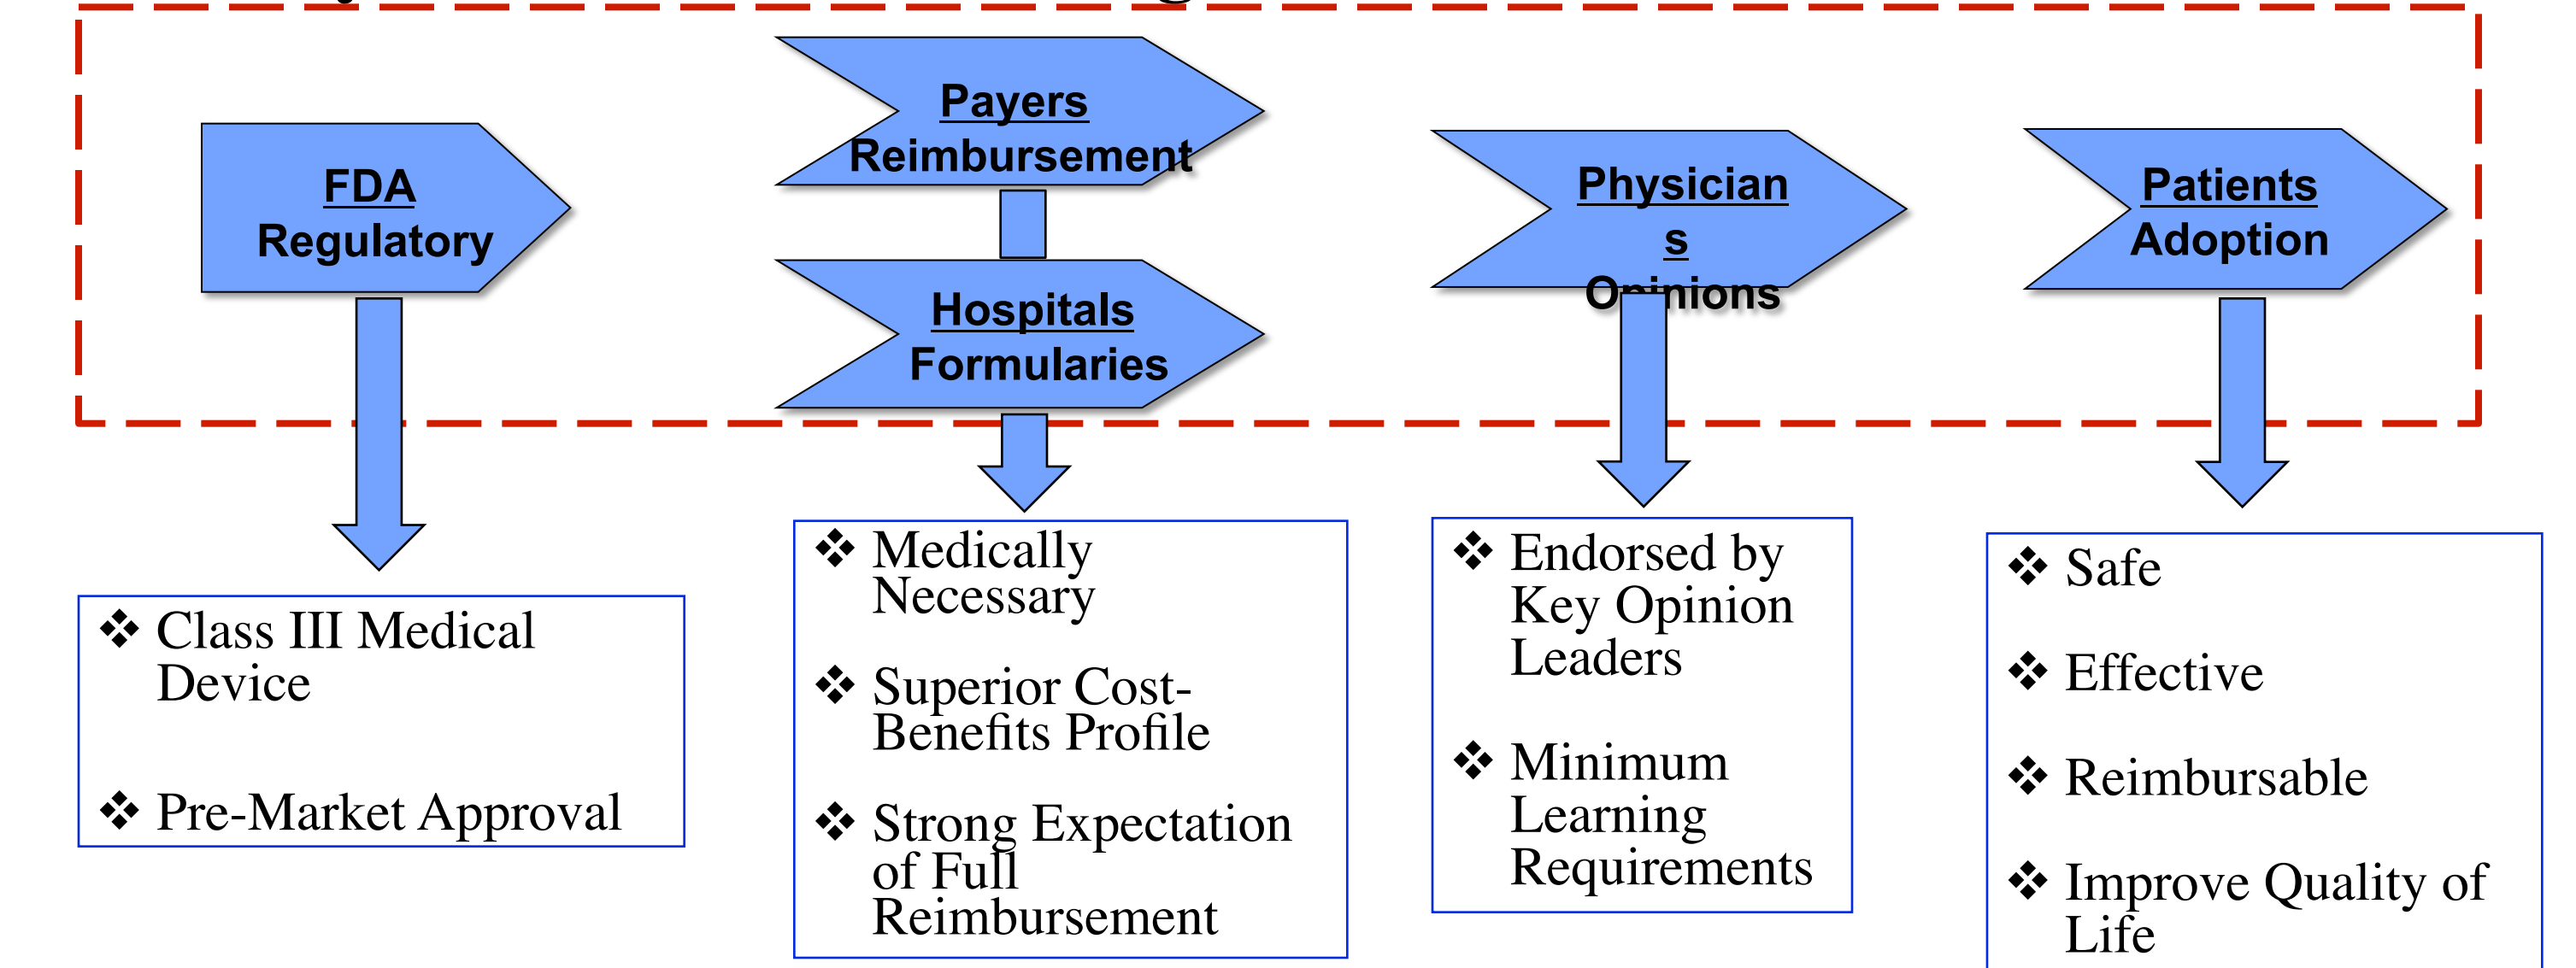 FDA
Regulatory
Payers
Reimbursement
Hospitals
Formularies
Physician
s
Opinions
Patients
Adoption
❖ Class III Medical
Device
❖ Pre-Market Approval
❖ Medically
Necessary
❖ Superior Cost-
Benefits Profile
❖ Strong Expectation
of Full
Reimbursement
❖ Endorsed by
Key Opinion
Leaders
❖ Minimum
Learning
Requirements
❖ Safe
❖ Effective
❖ Reimbursable
❖ Improve Quality of
Life